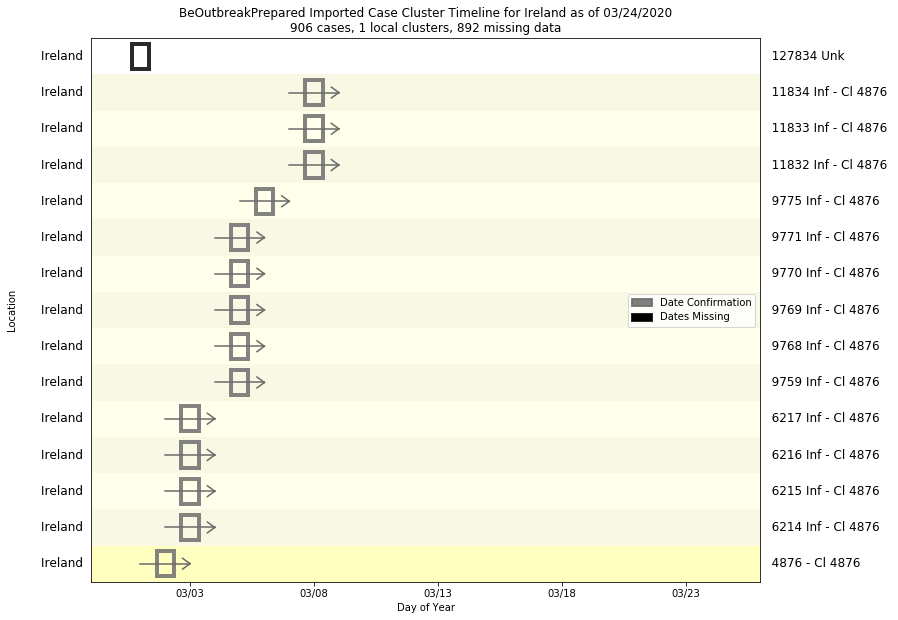 BeOutbreakPrepared Imported Case Cluster Timeline for Ireland as of 03/24/2020
906 cases, 1 local clusters, 892 missing data
Ireland 127834 Unk
Ireland 11834 Inf - Cl 4876
Ireland 11833 Inf - Cl 4876
Ireland 11832 Inf - Cl 4876
Ireland 9775 Inf - Cl 4876
Ireland 9771 Inf - Cl 4876
Ireland 9770 Inf - Cl 4876
Ireland 9769 Inf - Cl 4876
Ireland 9768 Inf - Cl 4876
Ireland 9759 Inf - Cl 4876
Ireland 6217 Inf - Cl 4876
Ireland 6216 Inf - Cl 4876
Ireland 6215 Inf - Cl 4876
Ireland 6214 Inf - Cl 4876
Ireland 4876 - Cl 4876
Location
Date Confirmation
Dates Missing
03/03 03/08 03/13 03/18 03/23
Day of Year